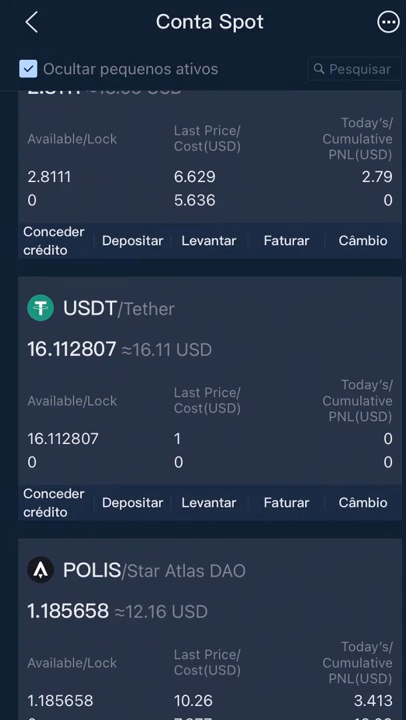 Conta Spot
Ocultar pequenos ativos
Pesquisar
Today's/
Available/Lock Last Price/ Cumulative
Cost(USD) PNL(USD)
2.8111 6.629 2.79
0 5.636 0
Conceder crédito Depositar Levantar Faturar Câmbio
USDT/Tether
16.112807 ≈16.11 USD
Today's/
Available/Lock Last Price/ Cumulative
Cost(USD) PNL(USD)
16.112807 1 0
0 0 0
Conceder crédito Depositar Levantar Faturar Câmbio
POLIS/Star Atlas DAO
1.185658 ≈12.16 USD
Today's/
Available/Lock Last Price/ Cumulative
Cost(USD) PNL(USD)
1.185658 10.26 3.413